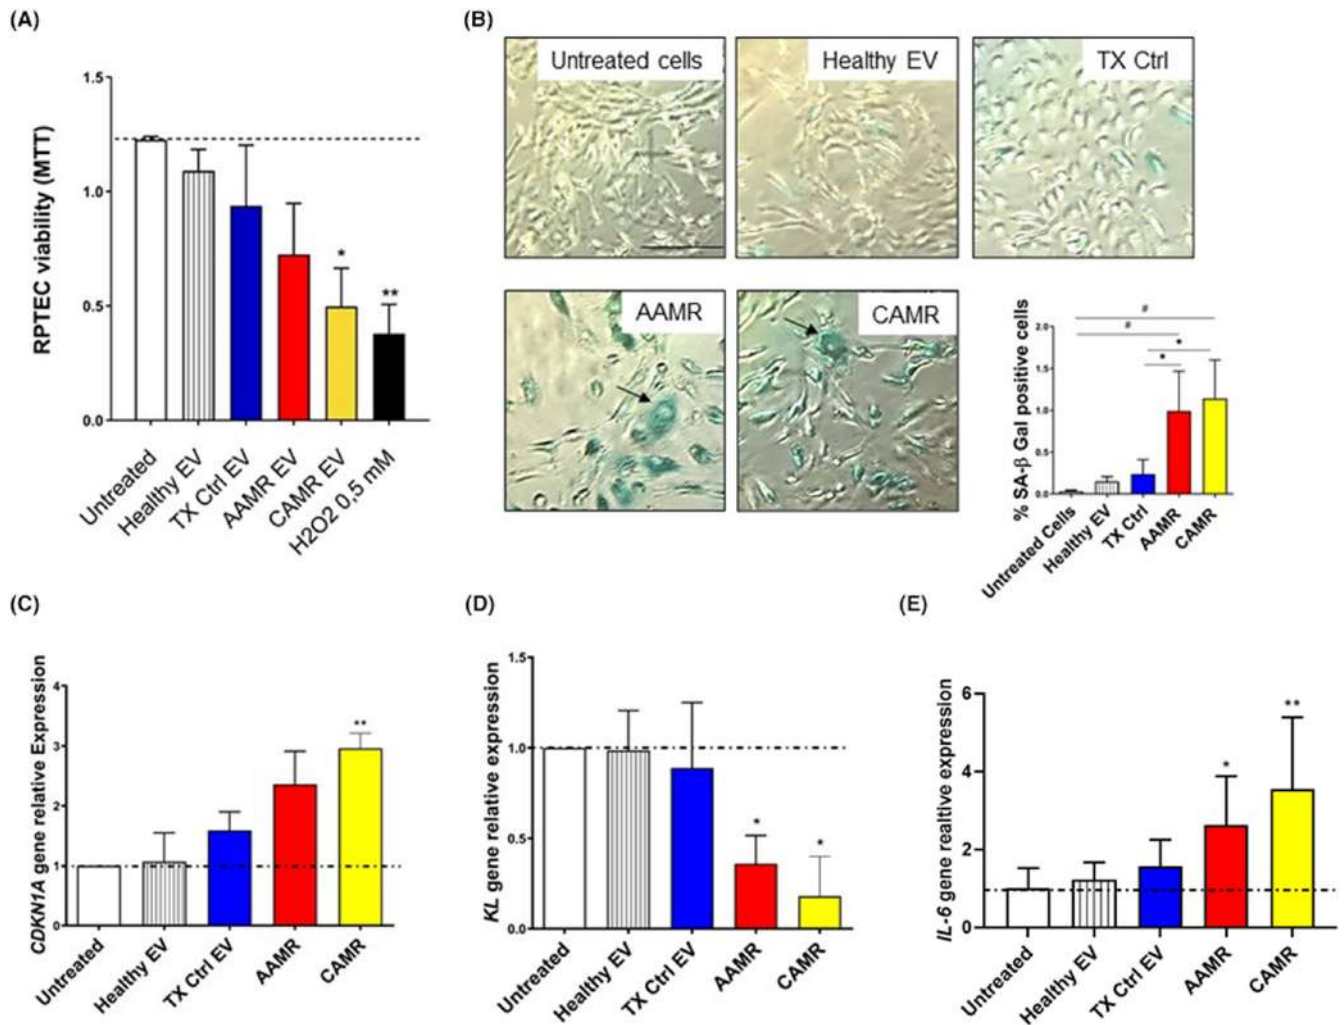 (A)
RPTEC viability (MTT)
1.5
1.0
0.5
0.0
*
**
Untreated
Healthy EV
TX Ctrl EV
AAMR EV
CAMR EV
H2O2 0,5 mM
(B)
Untreated cells
Healthy EV
TX Ctrl
AAMR
CAMR
% SA-β Gal positive cells
2.0
1.5
1.0
0.5
0.0
#
#
*
*
Untreated Cells
Healthy EV
TX Ctrl
AAMR
CAMR
(C)
CDKN1A gene relative Expression
4
3
2
1
0
**
Untreated
Healthy EV
TX Ctrl EV
AAMR
CAMR
(D)
KL gene relative expression
1.5
1.0
0.5
0.0
*
*
Untreated
Healthy EV
TX Ctrl EV
AAMR
CAMR
(E)
IL-6 gene realtive expression
6
4
2
0
*
**
Untreated
Healthy EV
TX Ctrl EV
AAMR
CAMR